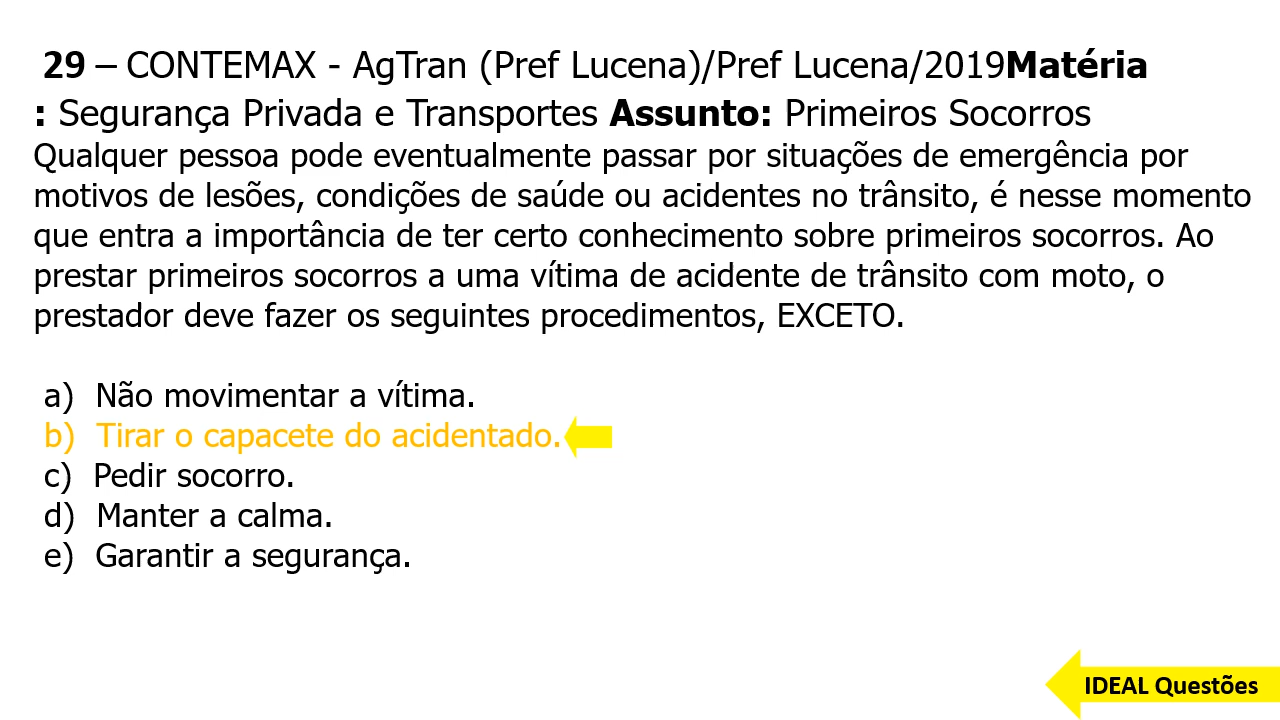 29 – CONTEMAX - AgTran (Pref Lucena)/Pref Lucena/2019Matéria
: Segurança Privada e Transportes Assunto: Primeiros Socorros
Qualquer pessoa pode eventualmente passar por situações de emergência por
motivos de lesões, condições de saúde ou acidentes no trânsito, é nesse momento
que entra a importância de ter certo conhecimento sobre primeiros socorros. Ao
prestar primeiros socorros a uma vítima de acidente de trânsito com moto, o
prestador deve fazer os seguintes procedimentos, EXCETO.
a) Não movimentar a vítima.
b) Tirar o capacete do acidentado.
c) Pedir socorro.
d) Manter a calma.
e) Garantir a segurança.
IDEAL Questões